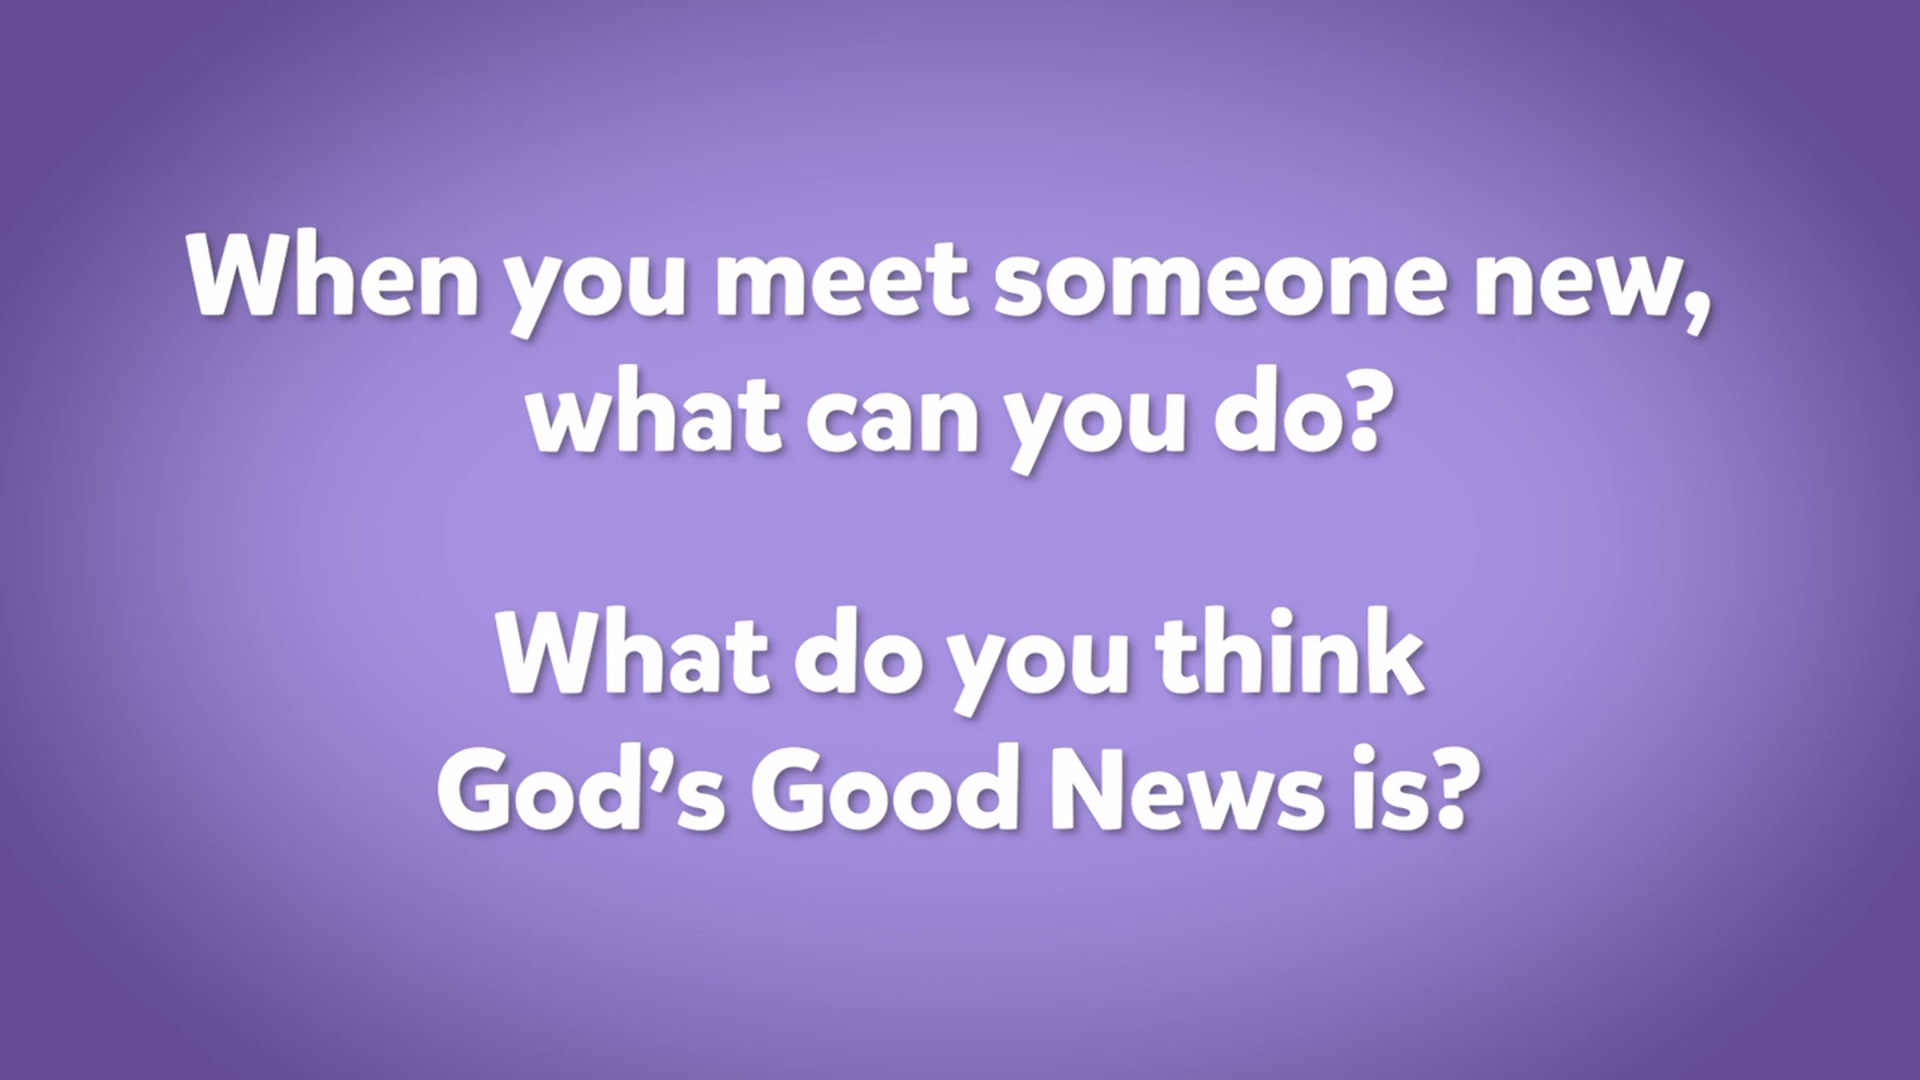 When you meet someone new,
what can you do?
What do you think
God’s Good News is?